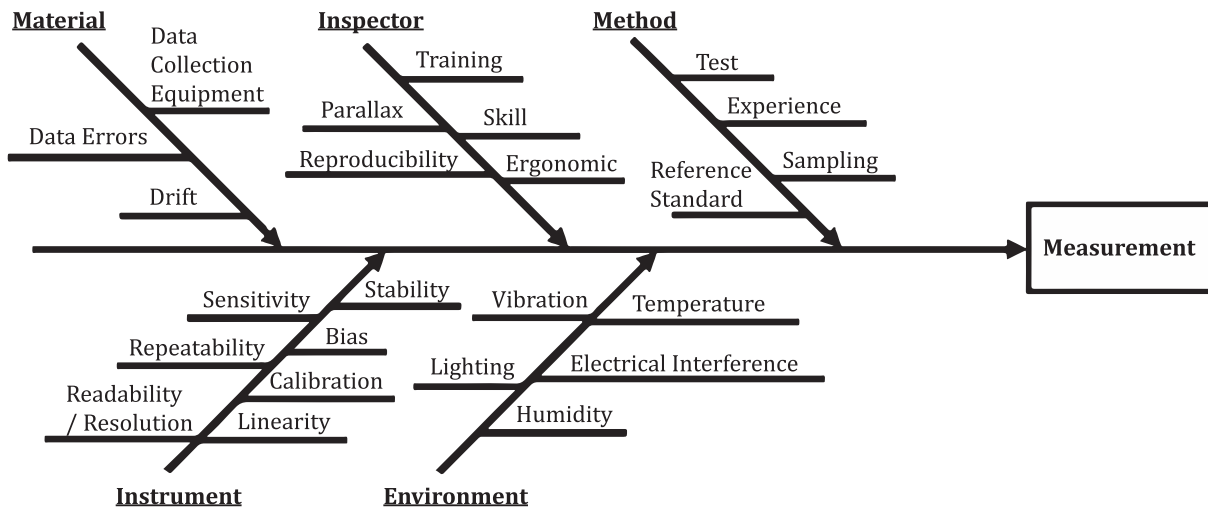 Material
Data
Collection
Equipment
Data Errors
Drift
Inspector
Training
Parallax
Skill
Reproducibility
Ergonomic
Method
Test
Experience
Sampling
Reference
Standard
Measurement
Sensitivity
Stability
Repeatability
Bias
Readability
/ Resolution
Calibration
Linearity
Instrument
Vibration
Temperature
Lighting
Electrical Interference
Humidity
Environment